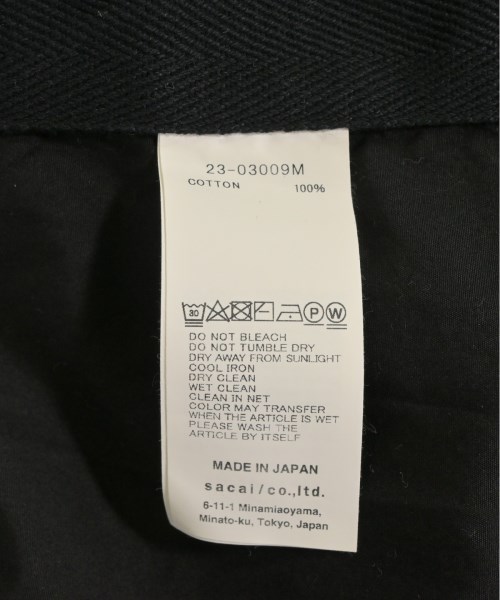 23-03009M
COTTON 100%
30 P W
DO NOT BLEACH
DO NOT TUMBLE DRY
DRY AWAY FROM SUNLIGHT
COOL IRON
DRY CLEAN
WET CLEAN
CLEAN IN NET
COLOR MAY TRANSFER
WHEN THE ARTICLE IS WET
PLEASE WASH THE
ARTICLE BY ITSELF
MADE IN JAPAN
sacai/co.,ltd.
6-11-1 Minamiaoyama,
Minato-ku, Tokyo, Japan